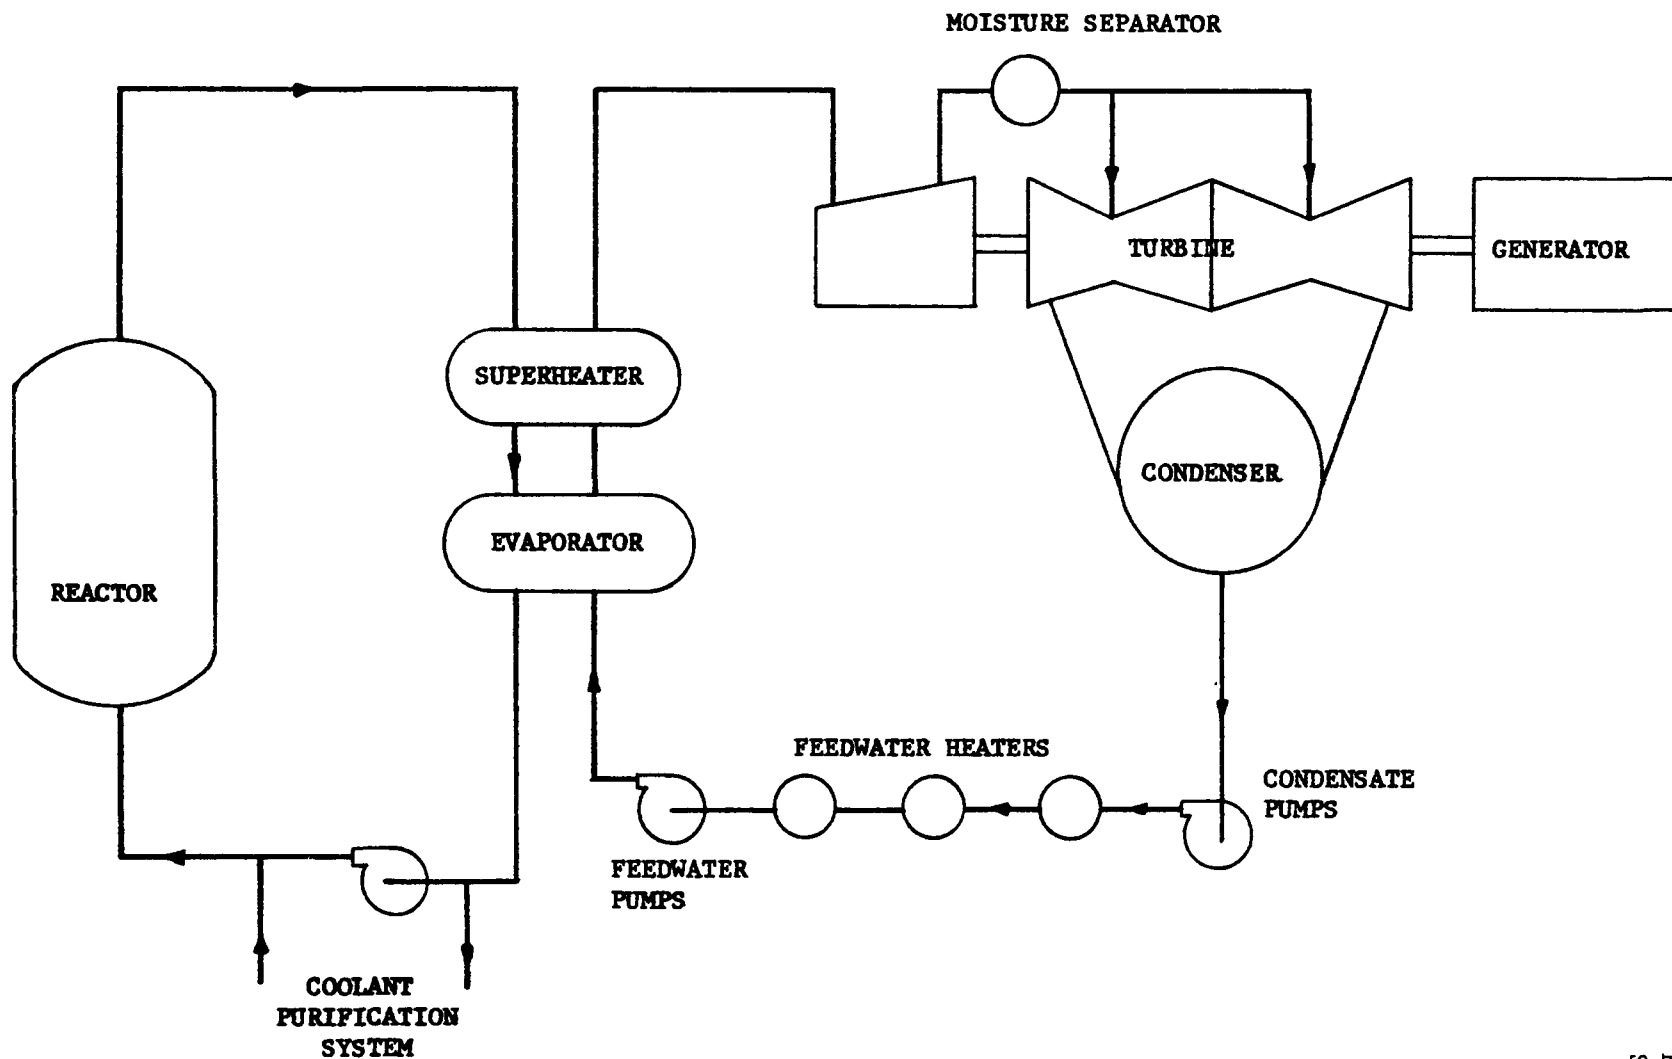 MOISTURE SEPARATOR
TURBINE
GENERATOR
SUPERHEATER
CONDENSER
EVAPORATOR
REACTOR
FEEDWATER HEATERS
CONDENSATE
PUMPS
FEEDWATER
PUMPS
COOLANT
PURIFICATION
SYSTEM